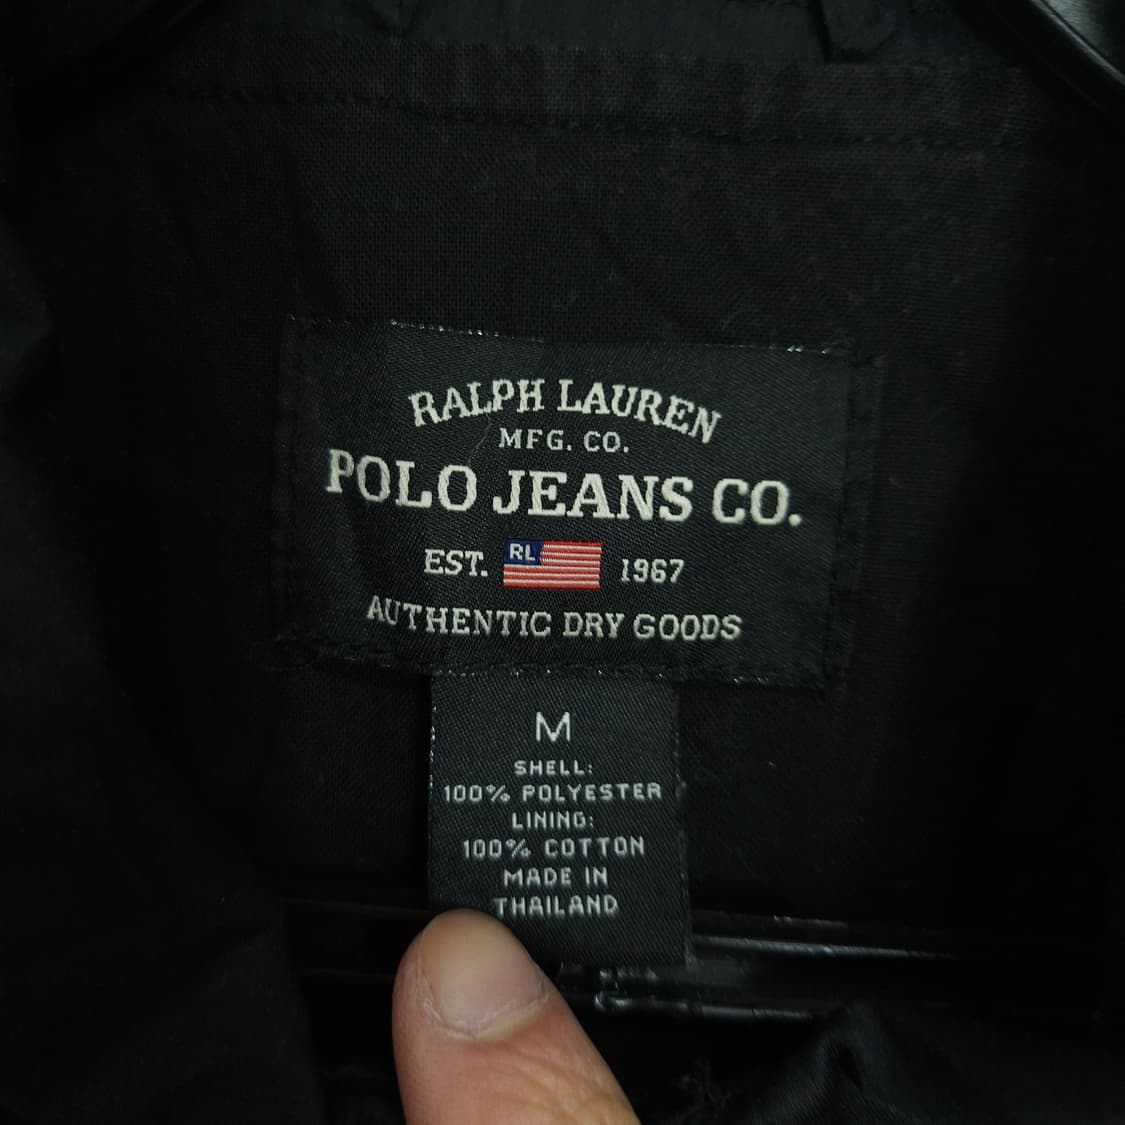 RALPH LAUREN
MFG. CO.
POLO JEANS CO.
EST. RL 1967
AUTHENTIC DRY GOODS
M
SHELL:
100% POLYESTER
LINING:
100% COTTON
MADE IN
THAILAND